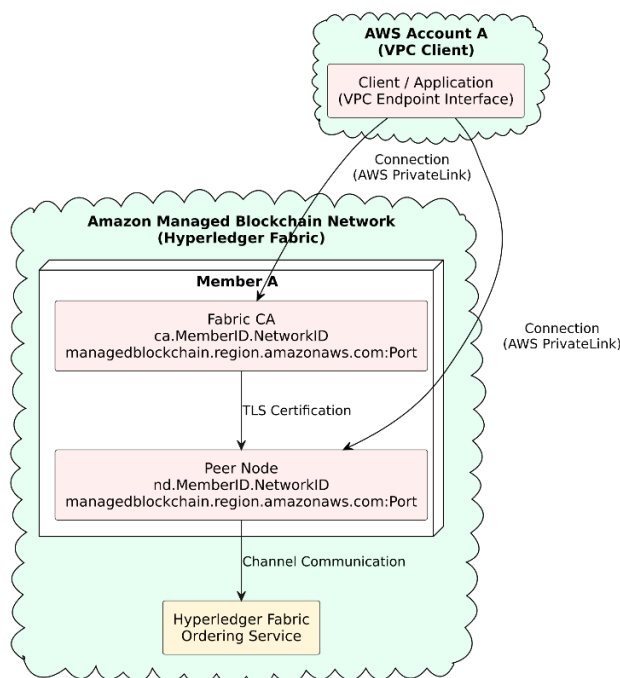 AWS Account A
(VPC Client)
Client / Application
(VPC Endpoint Interface)
Connection
(AWS PrivateLink)
Amazon Managed Blockchain Network
(Hyperledger Fabric)
Member A
Fabric CA
ca.MemberID.NetworkID
managedblockchain.region.amazonaws.com:Port
Connection
(AWS PrivateLink)
TLS Certification
Peer Node
nd.MemberID.NetworkID
managedblockchain.region.amazonaws.com:Port
Channel Communication
Hyperledger Fabric
Ordering Service